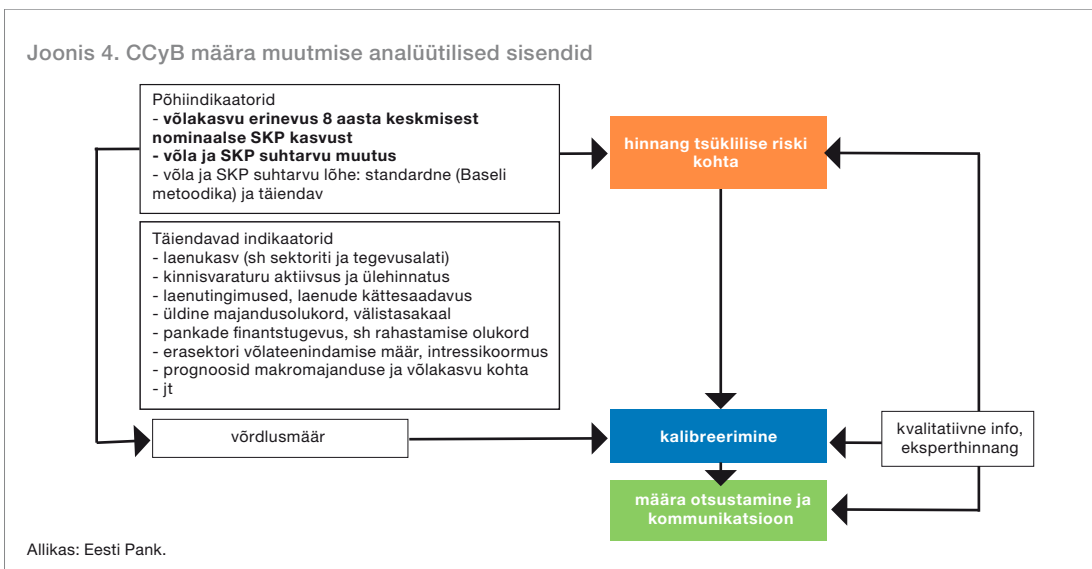 Joonis 4. CCyB määra muutmise analüütilised sisendid
Põhiindikaatorid
- võlakasvu erinevus 8 aasta keskmisest
nominaalse SKP kasvust
- võla ja SKP suhtarvu muutus
- võla ja SKP suhtarvu lõhe: standardne (Baseli
metoodika) ja täiendav
hinnang tsüklilise riski
kohta
Täiendavad indikaatorid
- laenukasv (sh sektoriti ja tegevusalati)
- kinnisvaraturu aktiivsus ja ülehinnatus
- laenutingimused, laenude kättesaadavus
- üldine majandusolukord, välistasakaal
- pankade finantstugevus, sh rahastamise olukord
- erasektori võlateenindamise määr, intressikoormus
- prognoosid makromajanduse ja võlakasvu kohta
- jt
võrdlusmäär
kalibreerimine
kvalitatiivne info,
eksperthinnang
määra otsustamine ja
kommunikatsioon
Allikas: Eesti Pank.